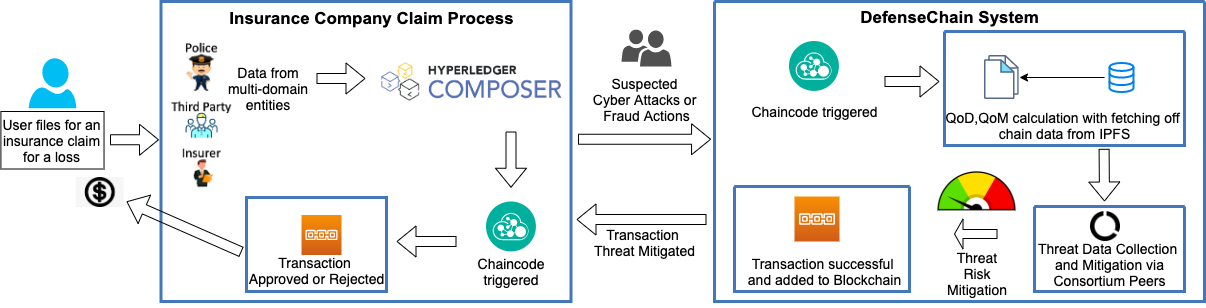 User files for an
insurance claim
for a loss
$
Insurance Company Claim Process
Police
Third Party
Insurer
Data from
multi-domain
entities
HYPERLEDGER
COMPOSER
Chaincode
triggered
Transaction
Approved or Rejected
Suspected
Cyber Attacks or
Fraud Actions
Transaction
Threat Mitigated
DefenseChain System
Chaincode triggered
QoD,QoM calculation with fetching off
chain data from IPFS
Threat Data Collection
and Mitigation via
Consortium Peers
Threat
Risk
Mitigation
Transaction successful
and added to Blockchain